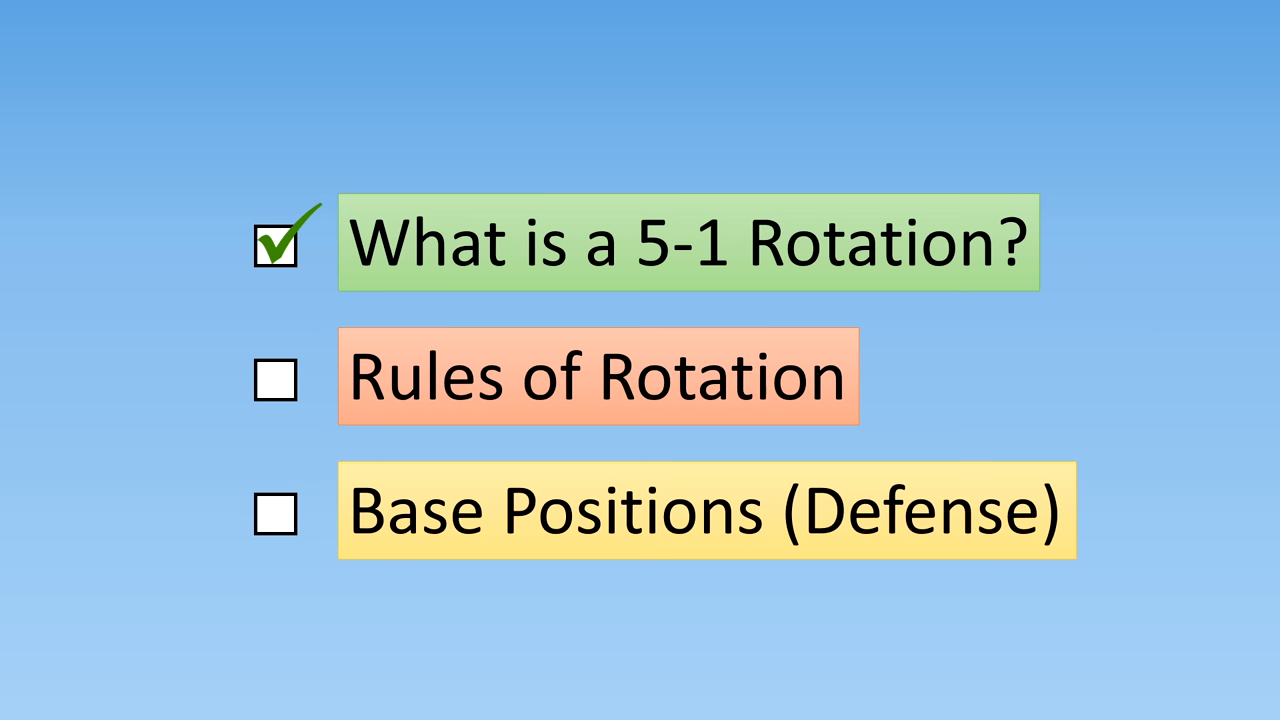 What is a 5-1 Rotation?
Rules of Rotation
Base Positions (Defense)